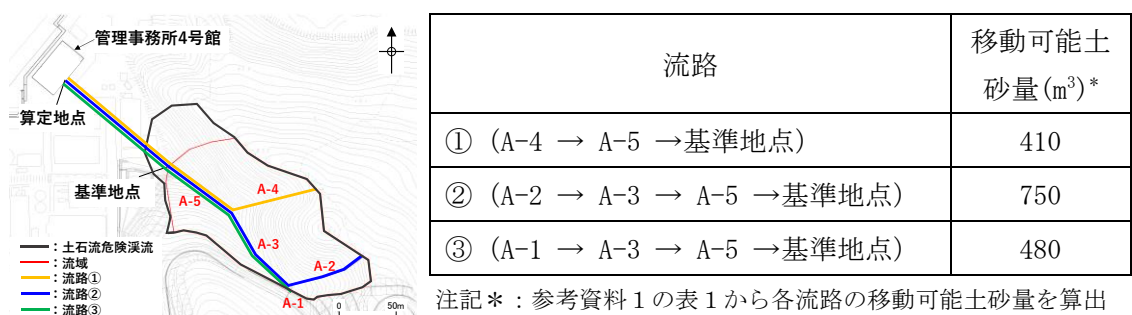 管理事務所4号館
算定地点
基準地点
A-4
A-5
A-3
A-2
A-1
━:土石流危険渓流
━:流域
━:流路①
━:流路②
━:流路③
0 50m
流路
移動可能土
砂量(m³)*
① (A-4 → A-5 →基準地点)
410
② (A-2 → A-3 → A-5 →基準地点)
750
③ (A-1 → A-3 → A-5 →基準地点)
480
注記*:参考資料1の表1から各流路の移動可能土砂量を算出